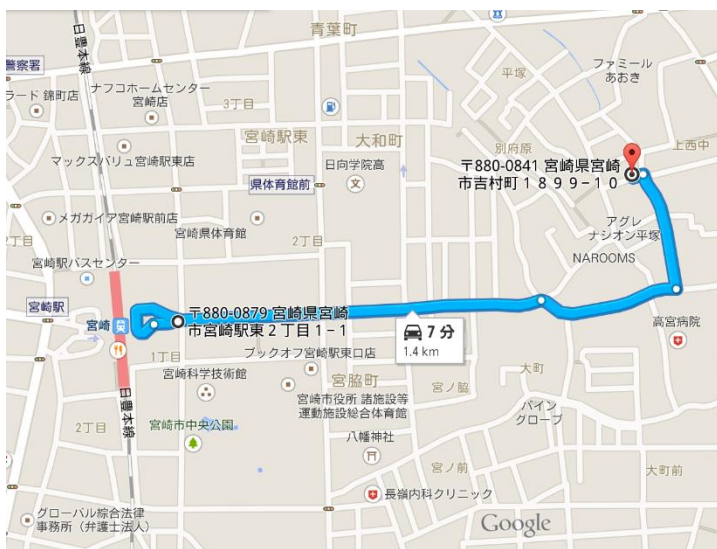 青葉町
日豊本線
警察署
ファミール
あおき
ナフコホームセンター
宮崎店
ラード 錦町店
平塚
3丁目
宮崎駅東
大和町
別府原
上西中
マックスバリュ宮崎駅東店
日向学院高
文
〒880-0841 宮崎県宮崎
市吉村町1899-10
県体育館前
メガガイア宮崎駅前店
宮崎県体育館
アグレ
ナシオン平塚
2丁目
2丁目
NAROOMS
宮崎駅バスセンター
宮崎駅
宮崎
〒880-0879 宮崎県宮崎
市宮崎駅東2丁目1-1
7 分
1.4 km
高宮病院
1丁目
ブックオフ宮崎駅東口店
宮崎科学技術館
宮脇町
大町
宮ノ脇
日豊本線
宮崎市役所 諸施設等
運動施設総合体育館
パイン
グローブ
2丁目
宮崎市中央公園
八幡神社
宮ノ前
大町前
長嶺内科クリニック
グローバル綜合法律
事務所(弁護士法人)
Google